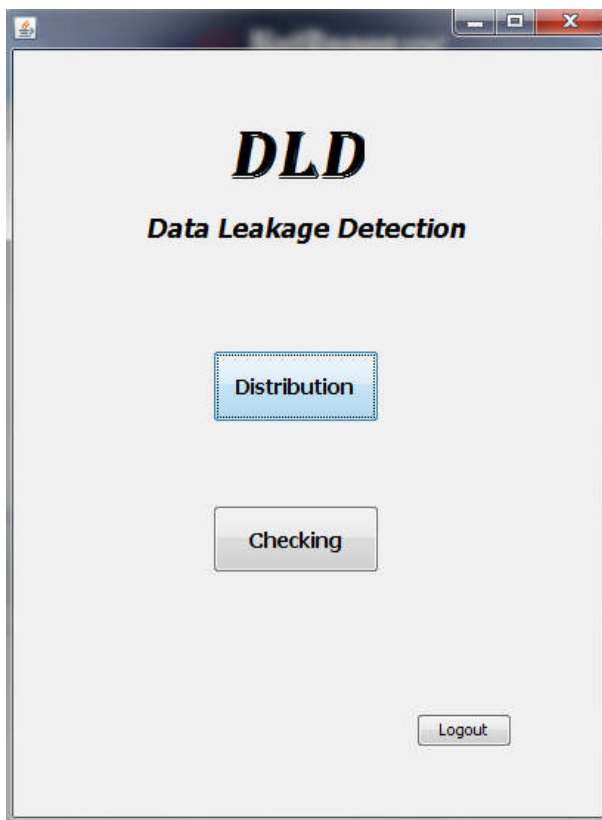 DLD
Data Leakage Detection
Distribution
Checking
Logout